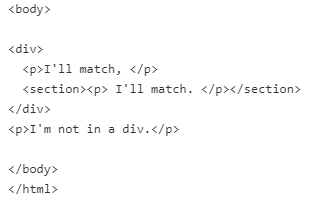 <body>
<div>
<p>I'll match, </p>
<section><p> I'll match. </p></section>
</div>
<p>I'm not in a div.</p>
</body>
</html>